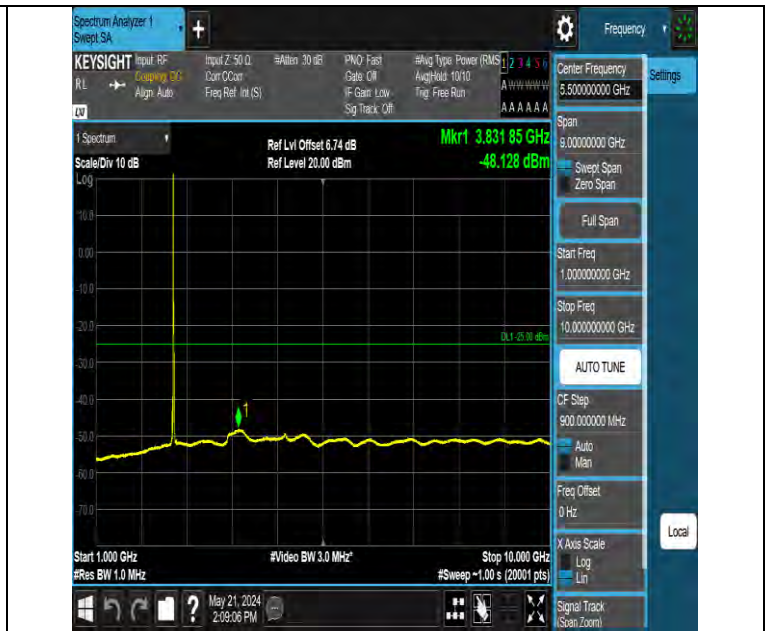 Spectrum Analyzer 1
Swept SA
+
Frequency
KEYSIGHT
RL
Input: RF
Coupling: DC
Align: Auto
Input Z: 50 Ω
Corr CCorr
Freq Ref: Int (S)
#Atten: 30 dB
PNO: Fast
Gate: Off
IF Gain: Low
Sig Track: Off
#Avg Type: Power (RMS
Avg|Hold: 10/10
Trig: Free Run
1 2 3 4 5 6
A W W W W W
A A A A A A
1 Spectrum
Scale/Div 10 dB
Log
Ref Lvl Offset 6.74 dB
Ref Level 20.00 dBm
Mkr1 3.831 85 GHz
-48.128 dBm
10.0
0.00
-10.0
-20.0
-30.0
-40.0
-50.0
-60.0
-70.0
DL1 -25.00 dBm
1
Start 1.000 GHz
#Res BW 1.0 MHz
#Video BW 3.0 MHz*
Stop 10.000 GHz
#Sweep ~1.00 s (20001 pts)
Center Frequency
5.500000000 GHz
Settings
Span
9.00000000 GHz
Swept Span
Zero Span
Full Span
Start Freq
1.000000000 GHz
Stop Freq
10.000000000 GHz
AUTO TUNE
CF Step
900.000000 MHz
Auto
Man
Freq Offset
0 Hz
X Axis Scale
Log
Lin
Signal Track
(Span Zoom)
Local
?
May 21, 2024
2:09:06 PM